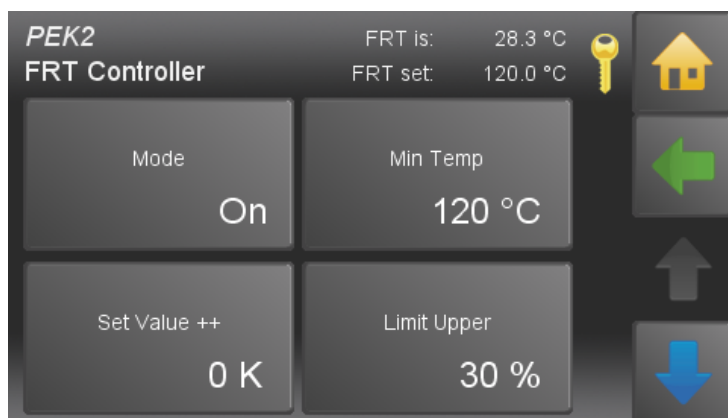 PEK2 FRT is: 28.3 °C
FRT Controller FRT set: 120.0 °C
Mode
On
Min Temp
120 °C
Set Value ++
0 K
Limit Upper
30 %